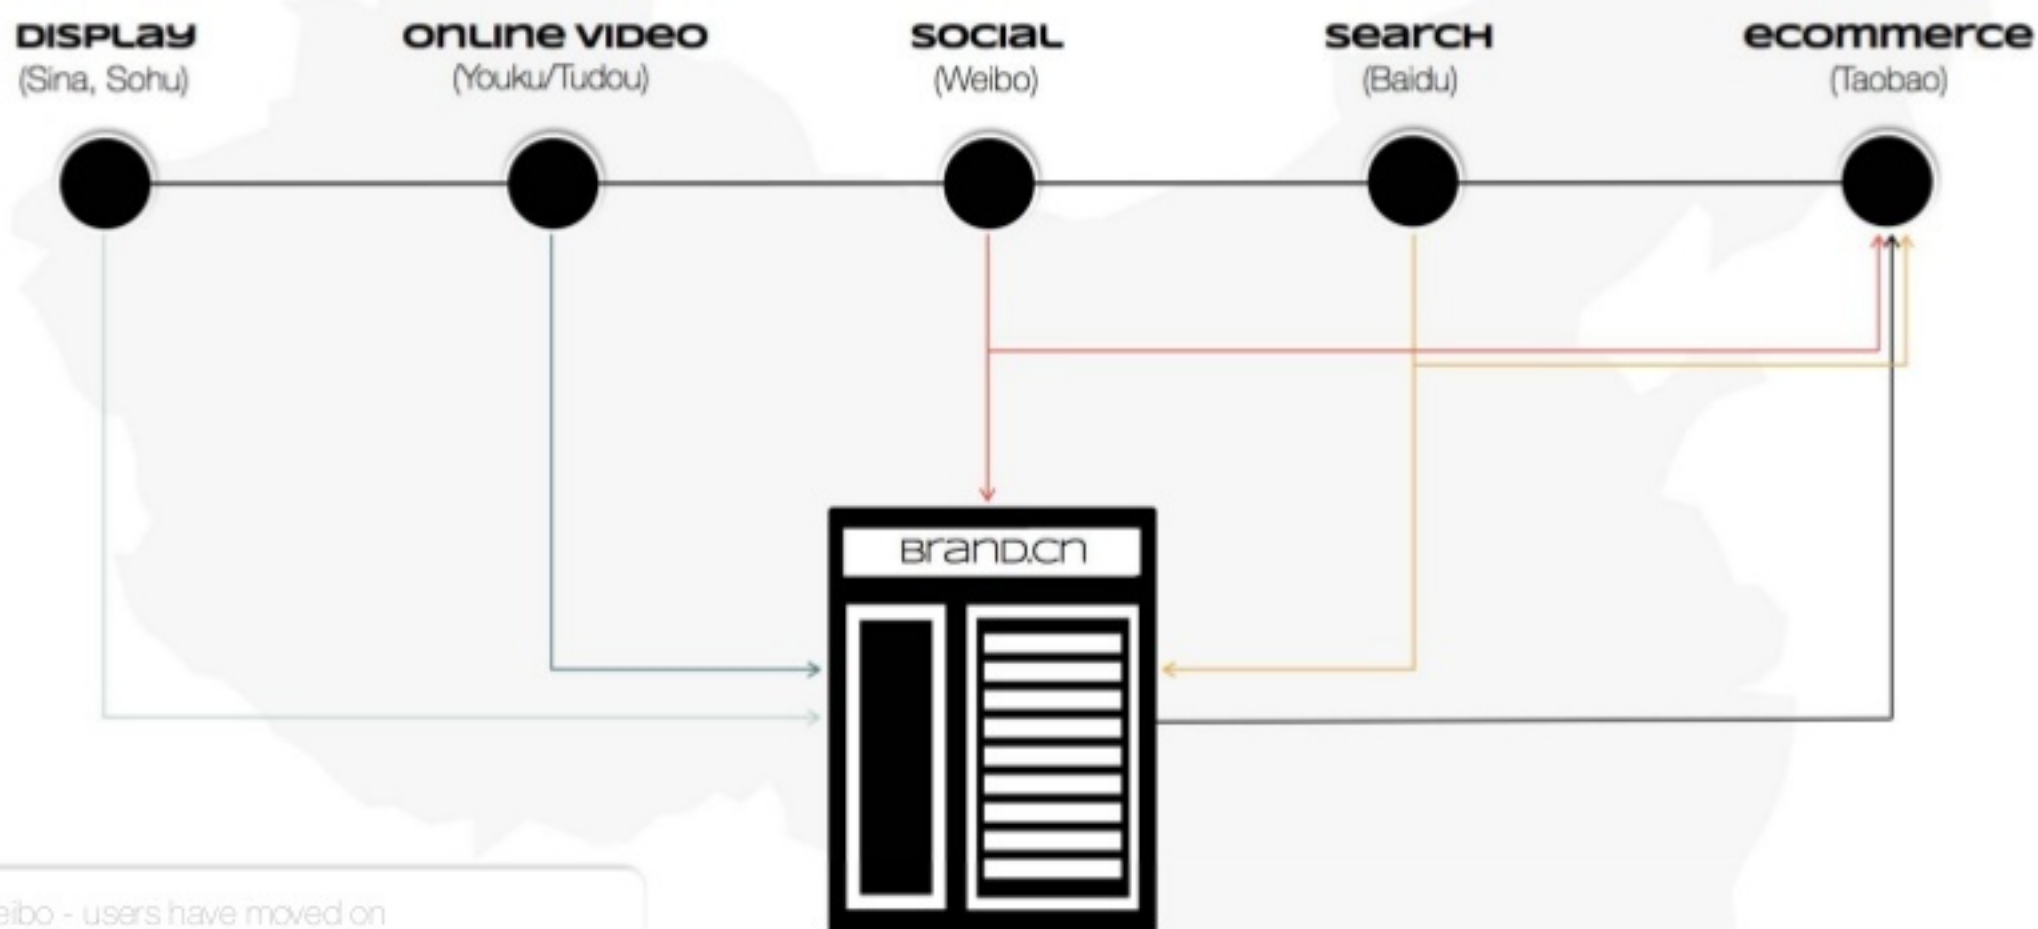 DISPLAY
(Sina, Sohu)
ONLINE VIDEO
(Youku/Tudou)
SOCIAL
(Weibo)
SEARCH
(Baidu)
ECOMMERCE
(Taobao)
BRAND.CN
eibo - users have moved on